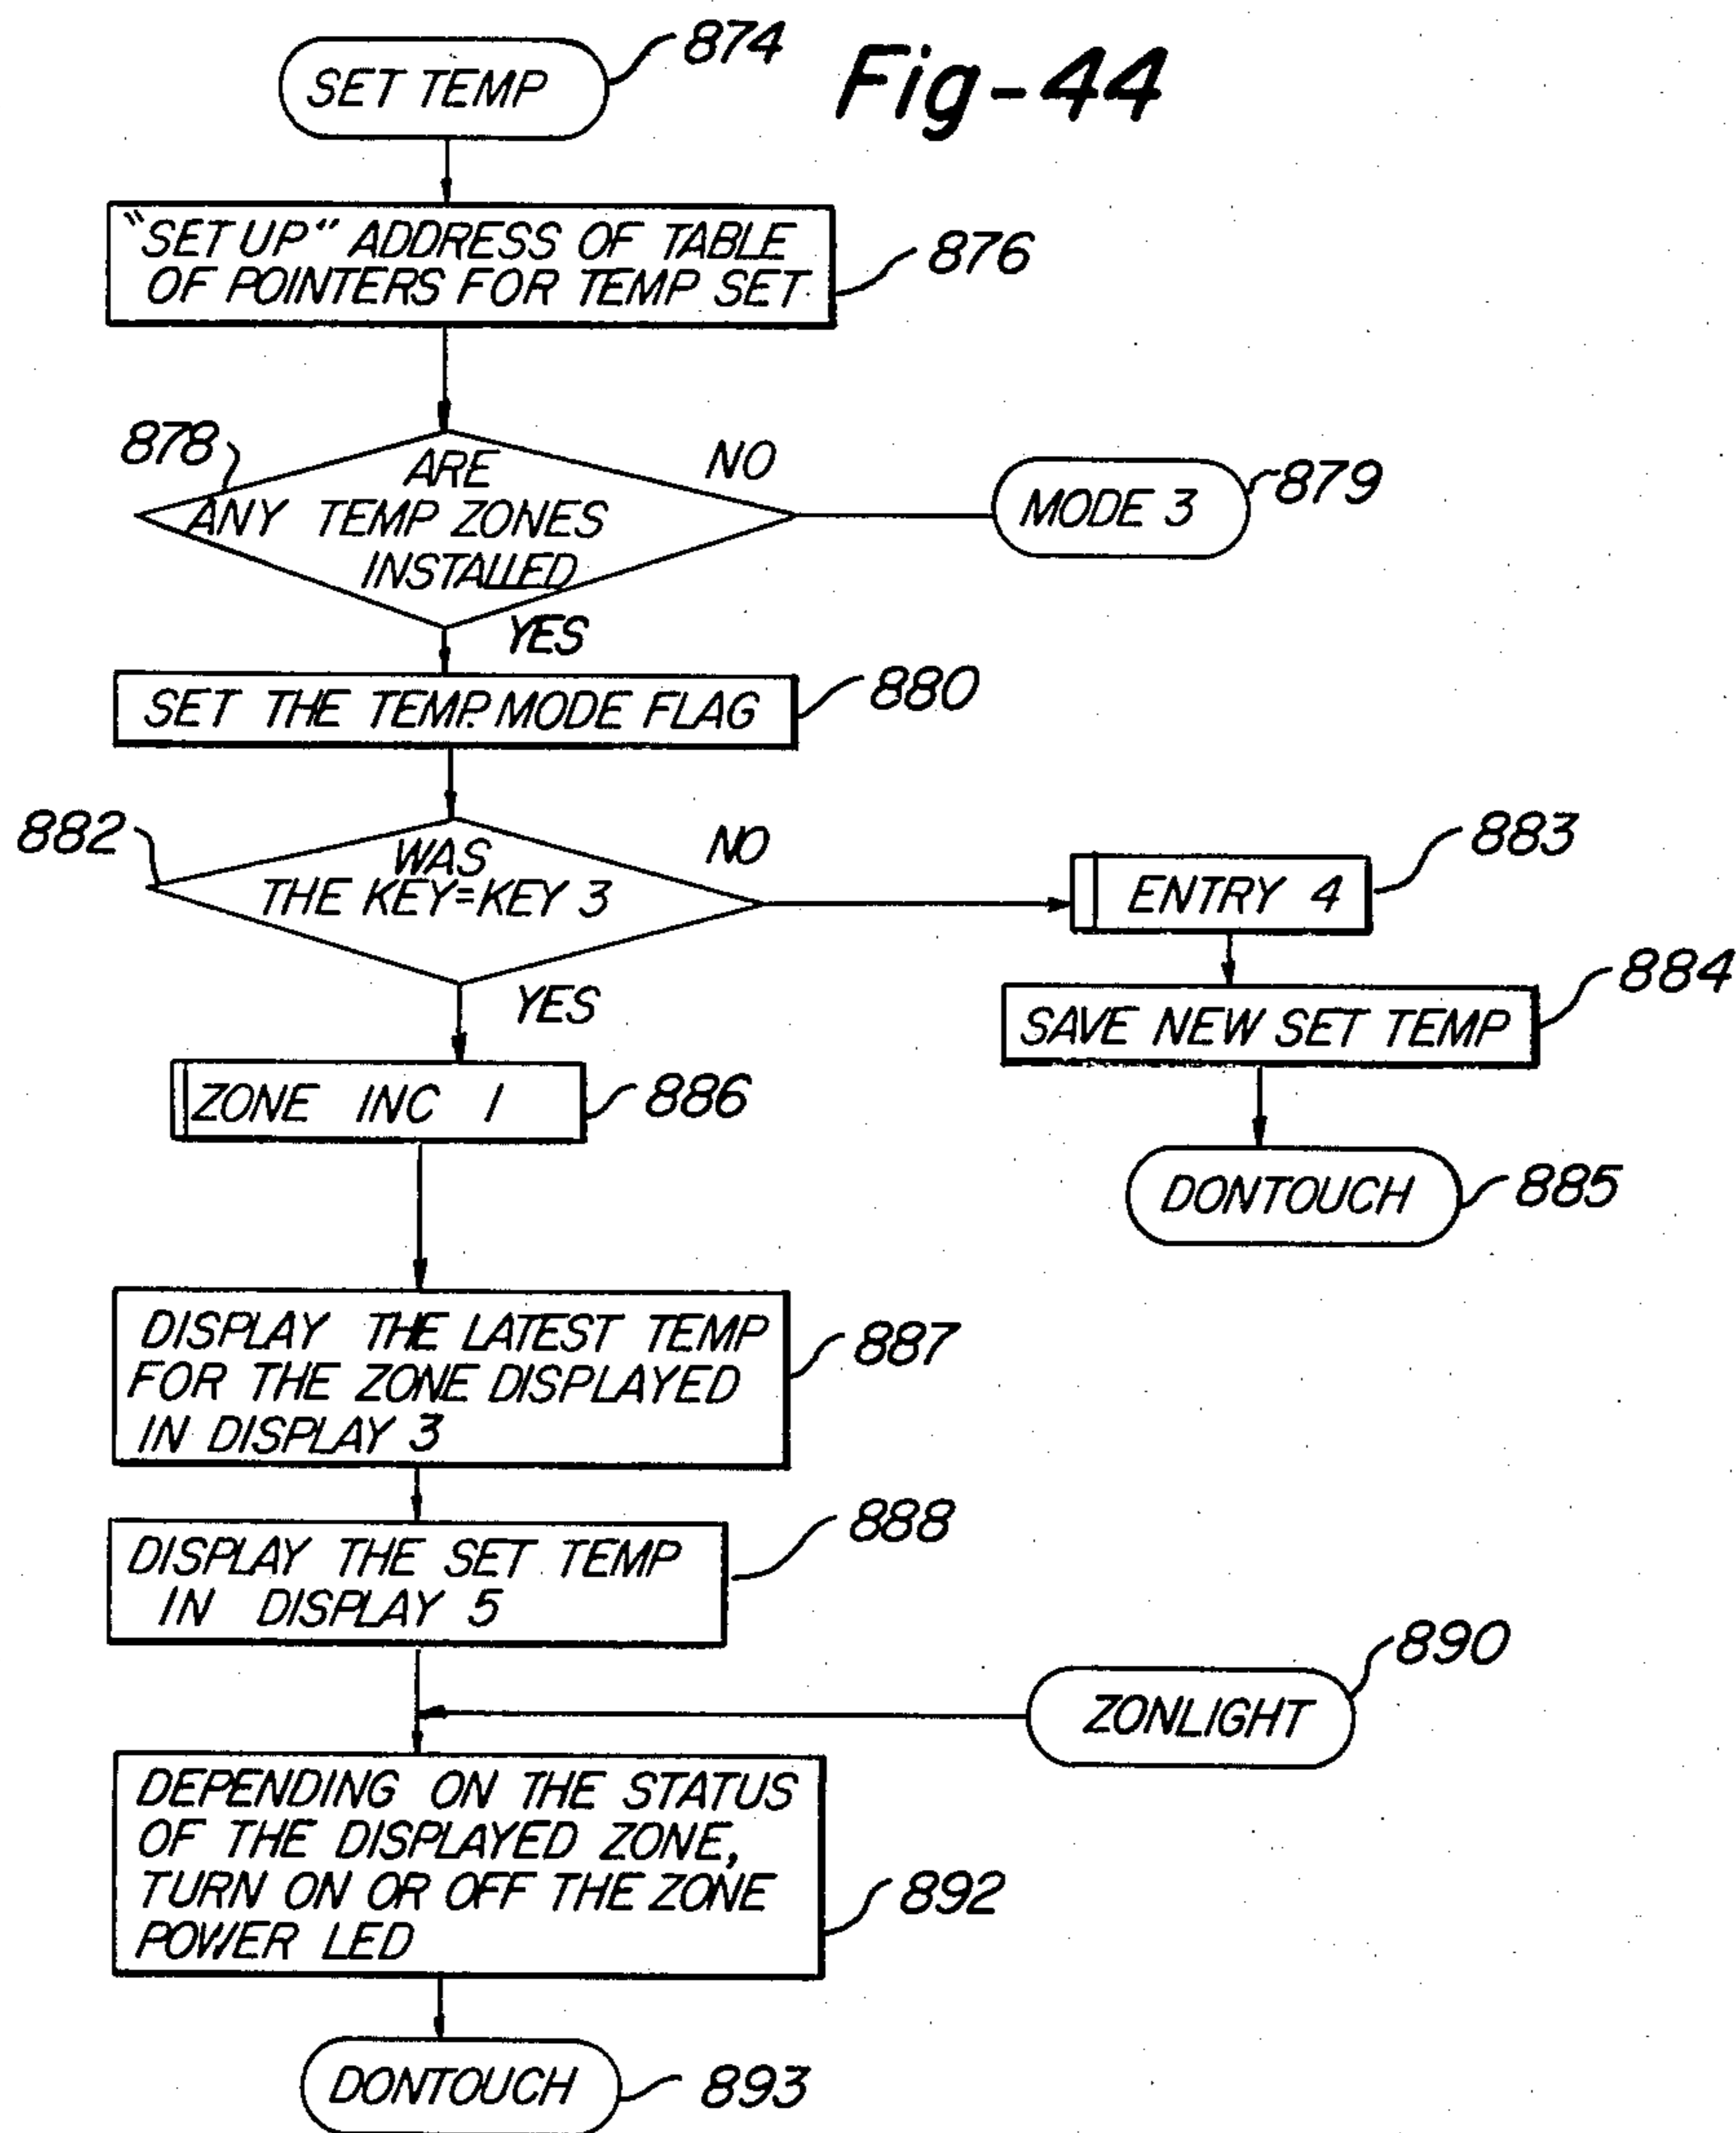 874
Fig-44
SET TEMP
"SET UP" ADDRESS OF TABLE
OF POINTERS FOR TEMP SET
876
878
ARE
ANY TEMP ZONES
INSTALLED
NO
MODE 3
879
YES
SET THE TEMP. MODE FLAG
880
882
WAS
THE KEY=KEY 3
NO
ENTRY 4
883
SAVE NEW SET TEMP
884
DONTOUCH
885
YES
ZONE INC 1
886
DISPLAY THE LATEST TEMP
FOR THE ZONE DISPLAYED
IN DISPLAY 3
887
DISPLAY THE SET TEMP
IN DISPLAY 5
888
ZONLIGHT
890
DEPENDING ON THE STATUS
OF THE DISPLAYED ZONE,
TURN ON OR OFF THE ZONE
POWER LED
892
DONTOUCH
893